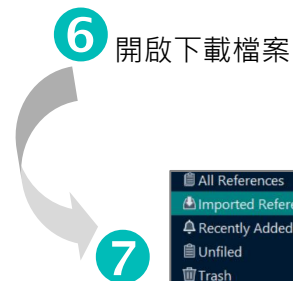 6 開啟下載檔案
7
All References
Imported Refere
Recently Added
Unfiled
Trash